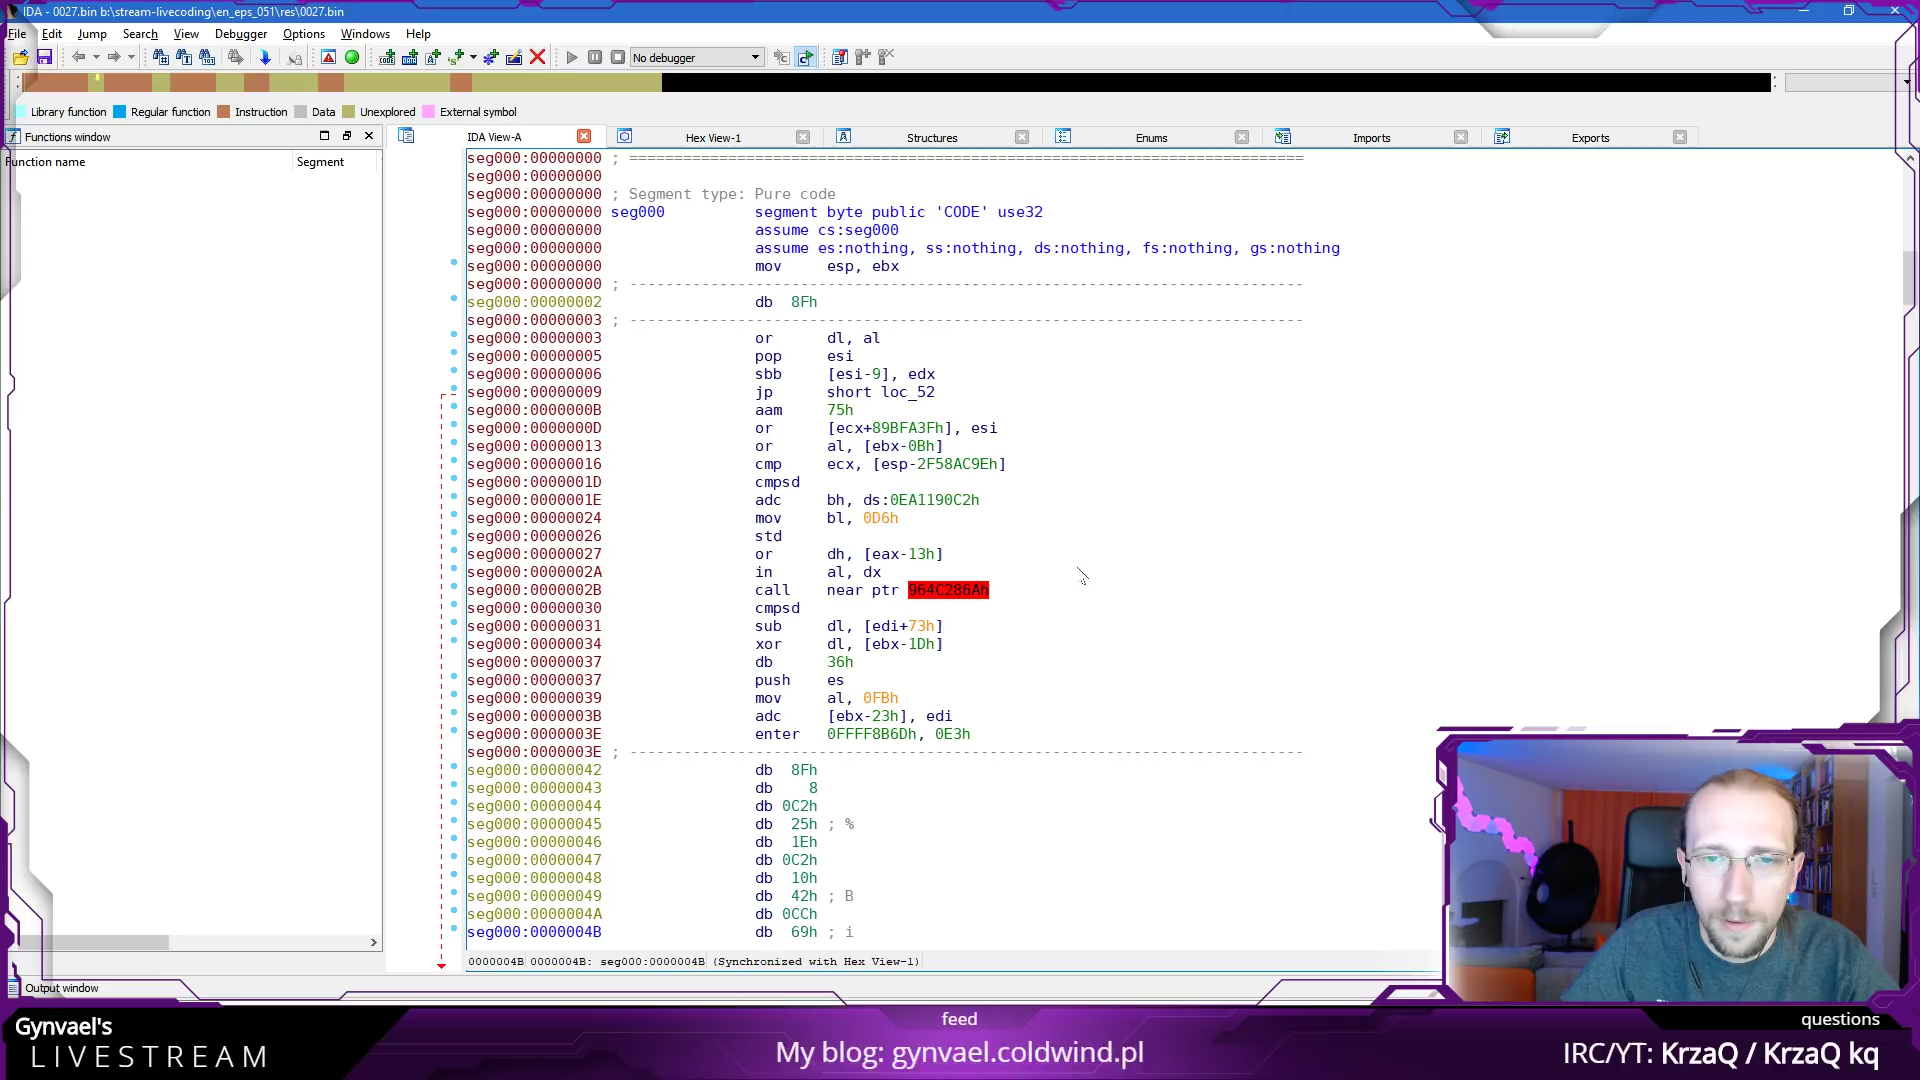 IDA - 0027.bin b:\stream-livecoding\en_eps_051\res\0027.bin
File Edit Jump Search View Debugger Options Windows Help
No debugger
Library function Regular function Instruction Data Unexplored External symbol
Functions window
IDA View-A Hex View-1 Structures Enums Imports Exports
Function name Segment
seg000:00000000 ; ===========================================================================
seg000:00000000
seg000:00000000 ; Segment type: Pure code
seg000:00000000 seg000 segment byte public 'CODE' use32
seg000:00000000 assume cs:seg000
seg000:00000000 assume es:nothing, ss:nothing, ds:nothing, fs:nothing, gs:nothing
seg000:00000000 mov esp, ebx
seg000:00000000 ; ---------------------------------------------------------------------------
seg000:00000002 db 8Fh
seg000:00000003 ; ---------------------------------------------------------------------------
seg000:00000003 or dl, al
seg000:00000005 pop esi
seg000:00000006 sbb [esi-9], edx
seg000:00000009 jp short loc_52
seg000:0000000B aam 75h
seg000:0000000D or [ecx+89BFA3Fh], esi
seg000:00000013 or al, [ebx-0Bh]
seg000:00000016 cmp ecx, [esp-2F58AC9Eh]
seg000:0000001D cmpsd
seg000:0000001E adc bh, ds:0EA1190C2h
seg000:00000024 mov bl, 0D6h
seg000:00000026 std
seg000:00000027 or dh, [eax-13h]
seg000:0000002A in al, dx
seg000:0000002B call near ptr 964C286Ah
seg000:00000030 cmpsd
seg000:00000031 sub dl, [edi+73h]
seg000:00000034 xor dl, [ebx-1Dh]
seg000:00000037 db 36h
seg000:00000037 push es
seg000:00000039 mov al, 0FBh
seg000:0000003B adc [ebx-23h], edi
seg000:0000003E enter 0FFFF8B6Dh, 0E3h
seg000:0000003E ; ---------------------------------------------------------------------------
seg000:00000042 db 8Fh
seg000:00000043 db 8
seg000:00000044 db 0C2h
seg000:00000045 db 25h ; %
seg000:00000046 db 1Eh
seg000:00000047 db 0C2h
seg000:00000048 db 10h
seg000:00000049 db 42h ; B
seg000:0000004A db 0CCh
seg000:0000004B db 69h ; i
0000004B 0000004B: seg000:0000004B (Synchronized with Hex View-1)
Output window
Gynvael's
LIVESTREAM
feed
My blog: gynvael.coldwind.pl
questions
IRC/YT: KrzaQ / KrzaQ kq